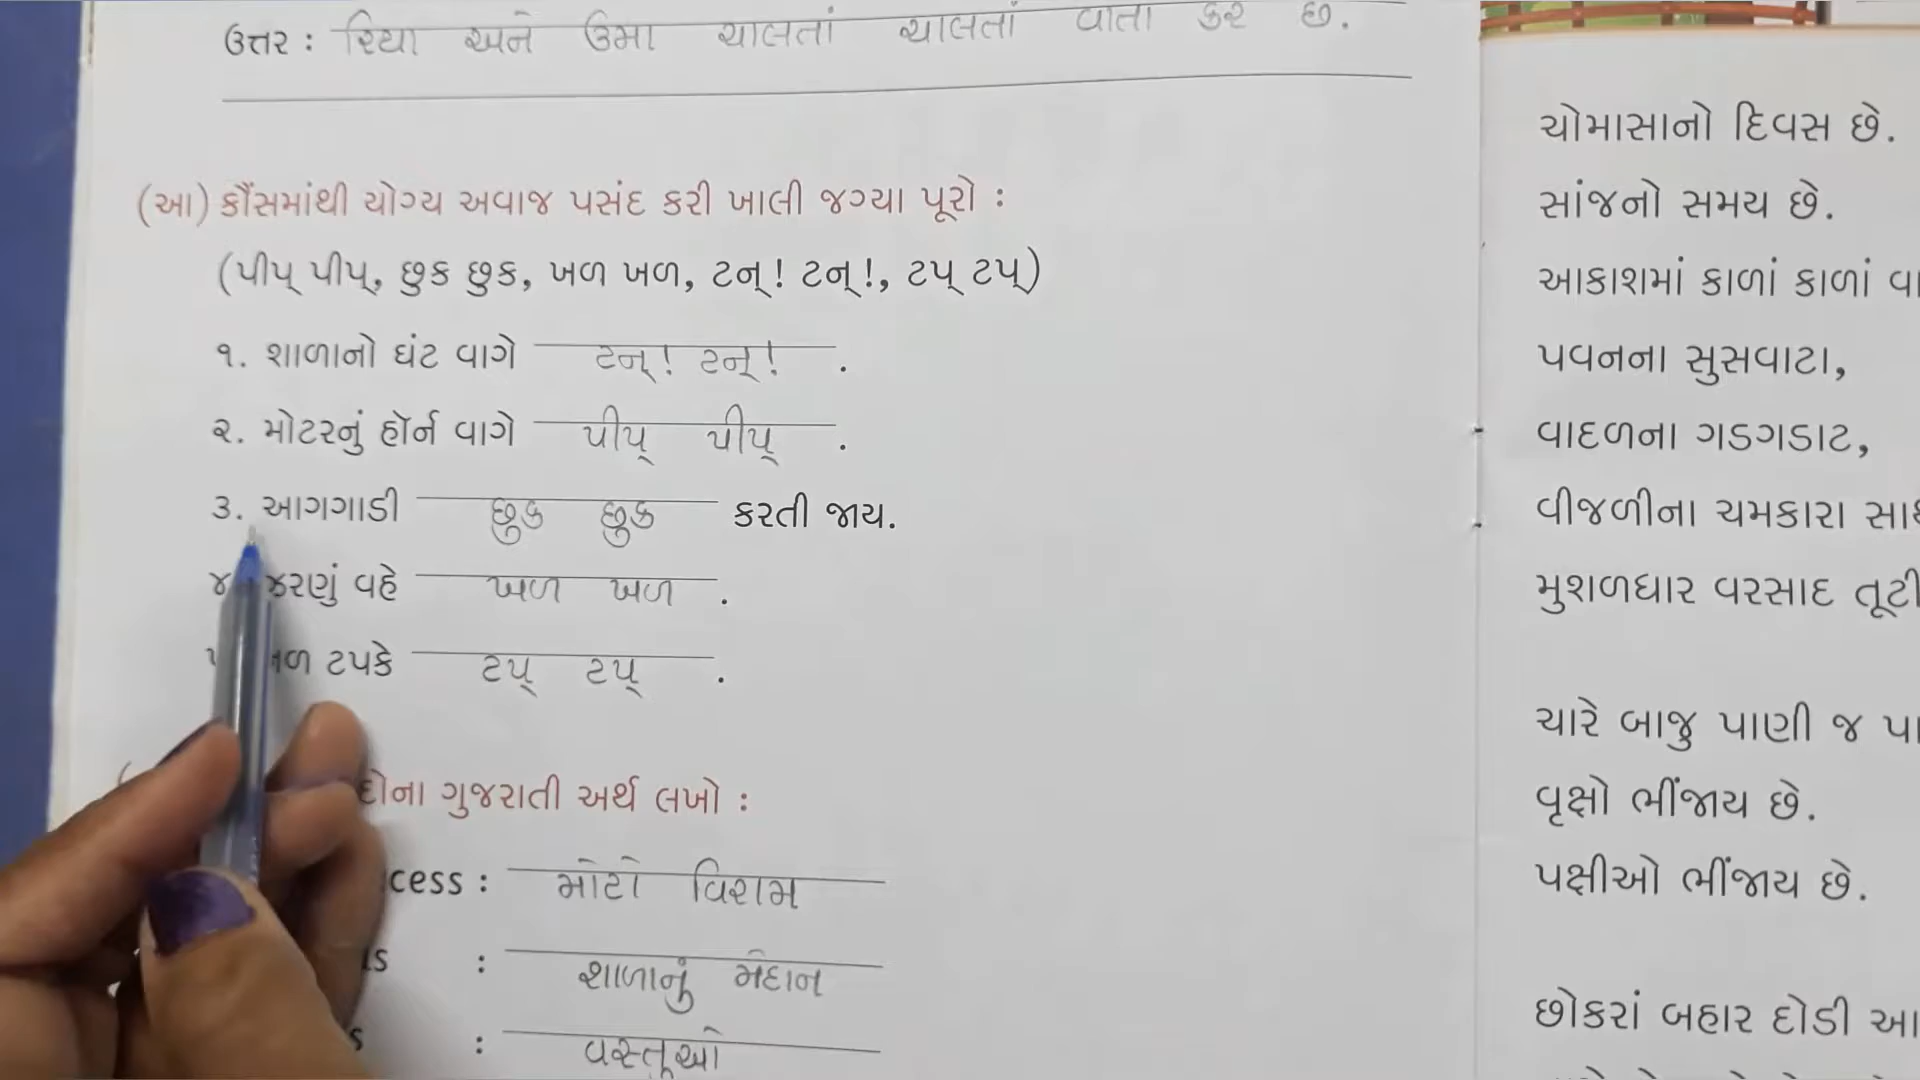 ઉત્તર : રિયા અને ઉમા ચાલતાં ચાલતાં વાતો કરે છે.
(આ) કૌંસમાંથી યોગ્ય અવાજ પસંદ કરી ખાલી જગ્યા પૂરો :
(પીપ્ પીપ્, છુક છુક, ખળ ખળ, ટન્! ટન્!, ટપ્ ટપ્)
૧. શાળાનો ઘંટ વાગે ટન્! ટન્! .
૨. મોટરનું હૉર્ન વાગે પીપ્ પીપ્ .
૩. આગગાડી છુક છુક કરતી જાય.
૪ ઝરણું વહે ખળ ખળ .
ટપકે ટપ્ ટપ્ .
ગુજરાતી અર્થ લખો :
cess : મોટો વિરામ
: શાળાનું મેદાન
s : વસ્તુઓ
ચોમાસાનો દિવસ છે.
સાંજનો સમય છે.
આકાશમાં કાળાં કાળાં વા
પવનના સુસવાટા,
વાદળના ગડગડાટ,
વીજળીના ચમકારા સા
મુશળધાર વરસાદ તૂટી
ચારે બાજુ પાણી જ પા
વૃક્ષો ભીંજાય છે.
પક્ષીઓ ભીંજાય છે.
છોકરાં બહાર દોડી આ